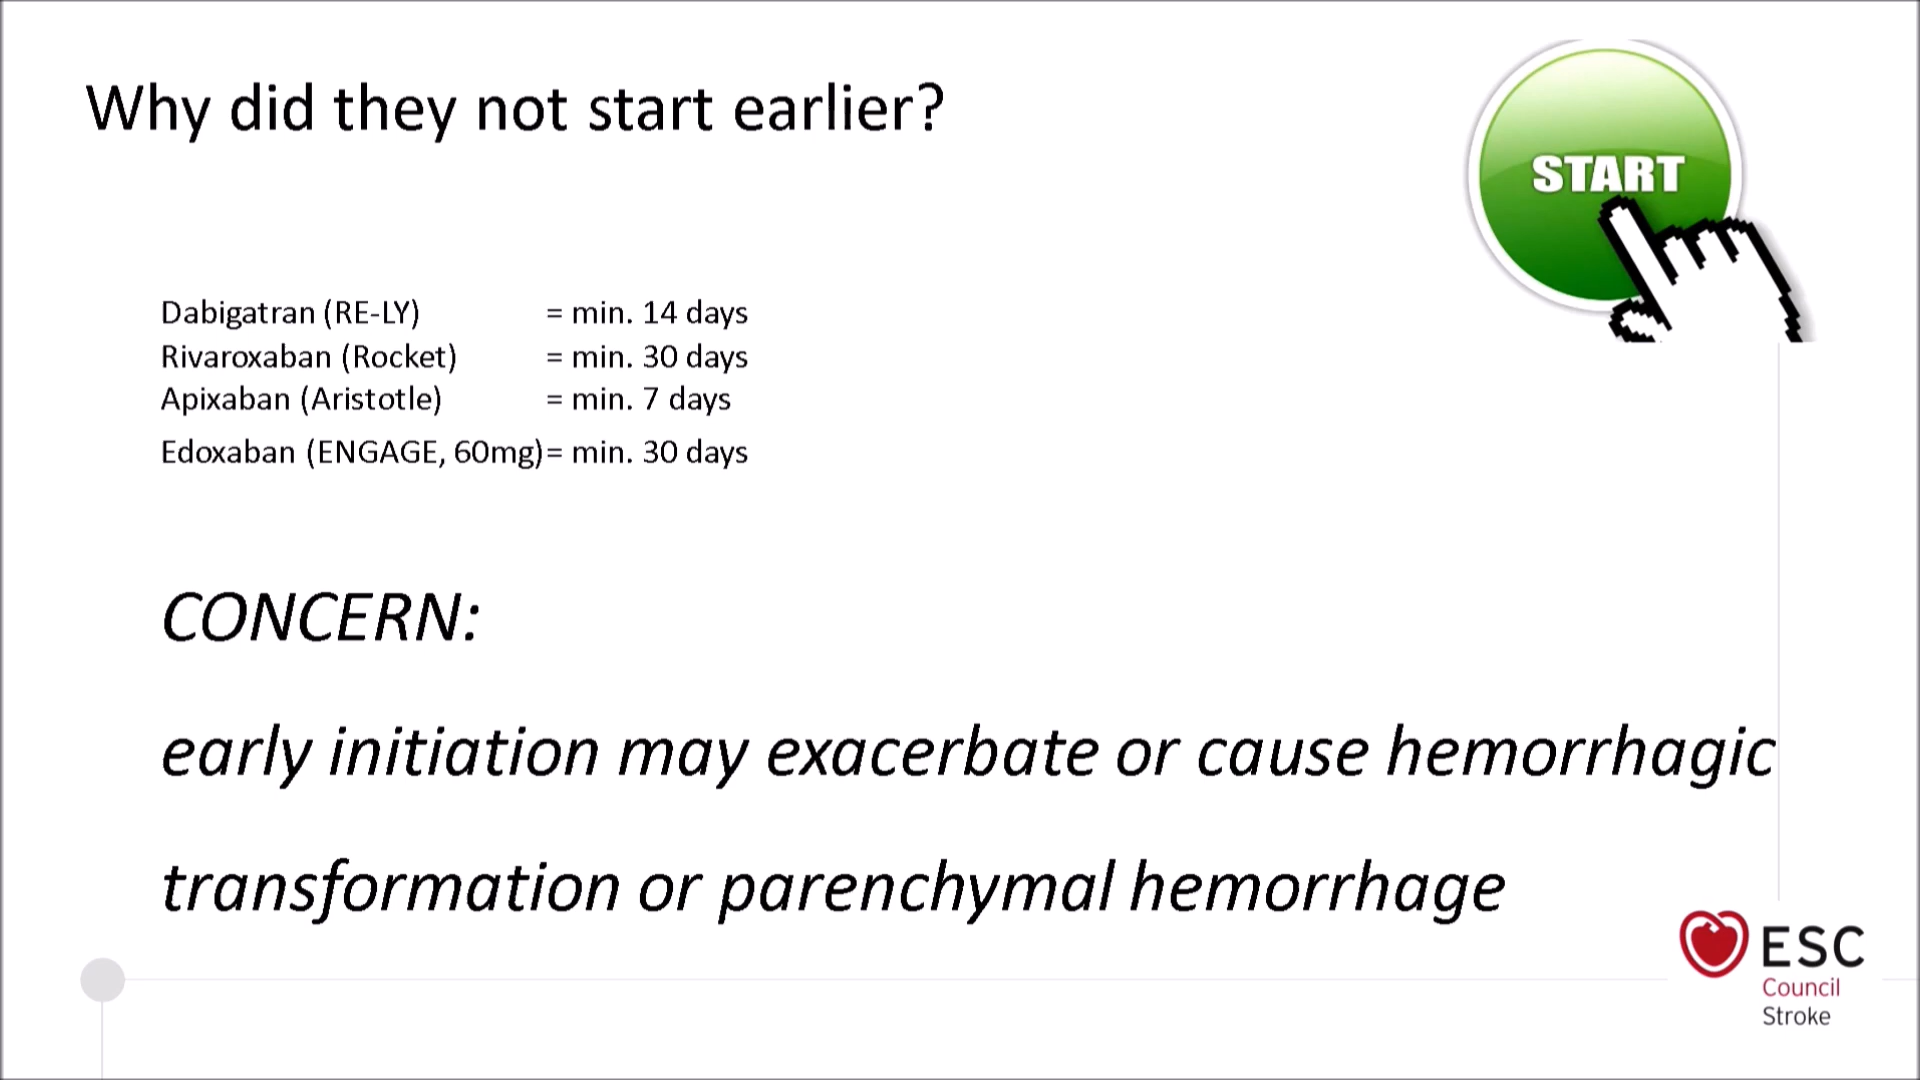 Why did they not start earlier?
START
Dabigatran (RE-LY) = min. 14 days
Rivaroxaban (Rocket) = min. 30 days
Apixaban (Aristotle) = min. 7 days
Edoxaban (ENGAGE, 60mg)= min. 30 days
CONCERN:
early initiation may exacerbate or cause hemorrhagic
transformation or parenchymal hemorrhage
ESC
Council
Stroke